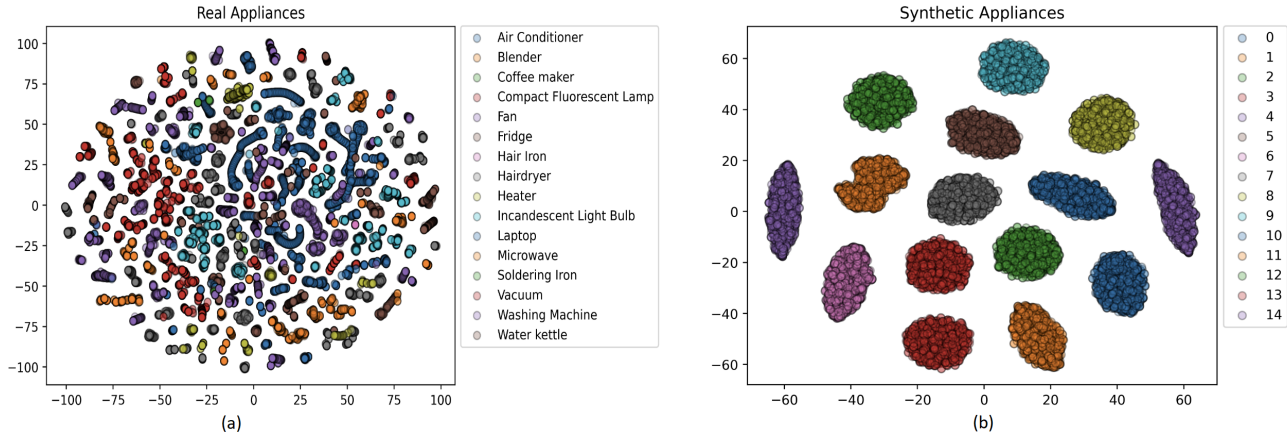 Real Appliances
100
75
50
25
0
−25
−50
−75
−100
−100 −75 −50 −25 0 25 50 75 100
Air Conditioner
Blender
Coffee maker
Compact Fluorescent Lamp
Fan
Fridge
Hair Iron
Hairdryer
Heater
Incandescent Light Bulb
Laptop
Microwave
Soldering Iron
Vacuum
Washing Machine
Water kettle
(a)
Synthetic Appliances
60
40
20
0
−20
−40
−60
−60 −40 −20 0 20 40 60
0
1
2
3
4
5
6
7
8
9
10
11
12
13
14
(b)